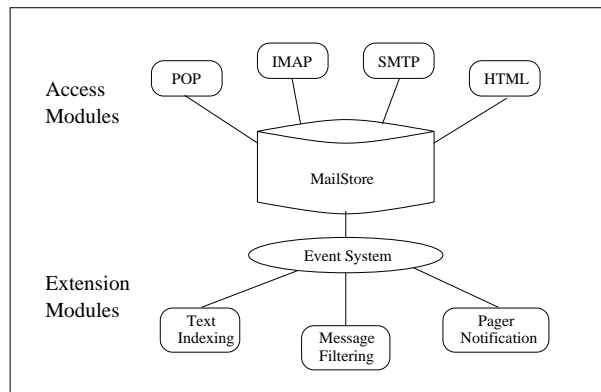 POP
IMAP
SMTP
HTML
Access
Modules
MailStore
Event System
Extension
Modules
Text
Indexing
Message
Filtering
Pager
Notification